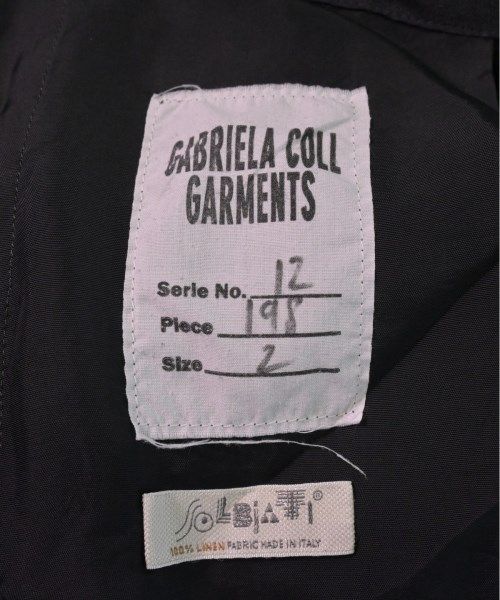 GABRIELA COLL
GARMENTS
Serie No. 12
Piece 198
Size 2
SOLBIATI®
100% LINEN FABRIC MADE IN ITALY